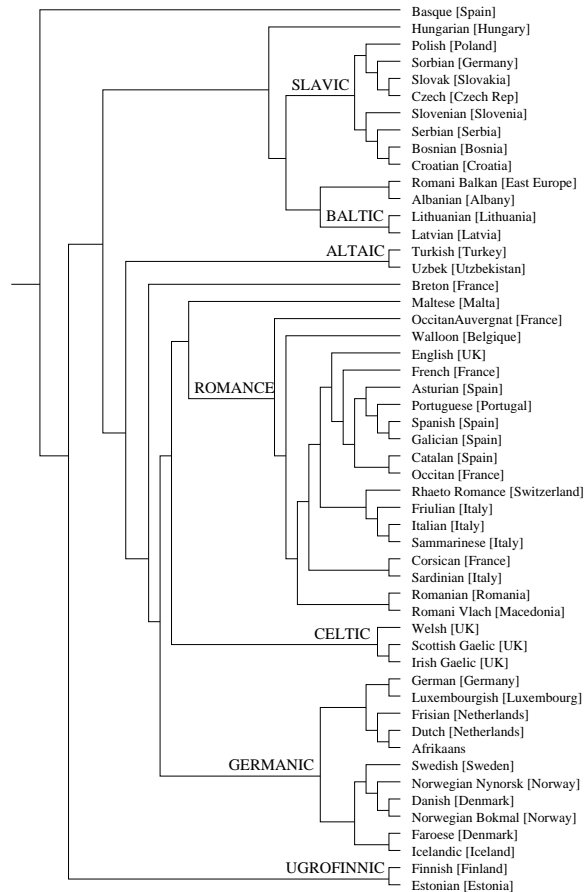 Basque [Spain]
Hungarian [Hungary]
Polish [Poland]
Sorbian [Germany]
Slovak [Slovakia]
SLAVIC
Czech [Czech Rep]
Slovenian [Slovenia]
Serbian [Serbia]
Bosnian [Bosnia]
Croatian [Croatia]
Romani Balkan [East Europe]
Albanian [Albany]
BALTIC
Lithuanian [Lithuania]
Latvian [Latvia]
ALTAIC
Turkish [Turkey]
Uzbek [Utzbekistan]
Breton [France]
Maltese [Malta]
OccitanAuvergnat [France]
Walloon [Belgique]
English [UK]
French [France]
ROMANCE
Asturian [Spain]
Portuguese [Portugal]
Spanish [Spain]
Galician [Spain]
Catalan [Spain]
Occitan [France]
Rhaeto Romance [Switzerland]
Friulian [Italy]
Italian [Italy]
Sammarinese [Italy]
Corsican [France]
Sardinian [Italy]
Romanian [Romania]
Romani Vlach [Macedonia]
CELTIC
Welsh [UK]
Scottish Gaelic [UK]
Irish Gaelic [UK]
German [Germany]
Luxembourgish [Luxembourg]
Frisian [Netherlands]
Dutch [Netherlands]
Afrikaans
GERMANIC
Swedish [Sweden]
Norwegian Nynorsk [Norway]
Danish [Denmark]
Norwegian Bokmal [Norway]
Faroese [Denmark]
Icelandic [Iceland]
UGROFINNIC
Finnish [Finland]
Estonian [Estonia]